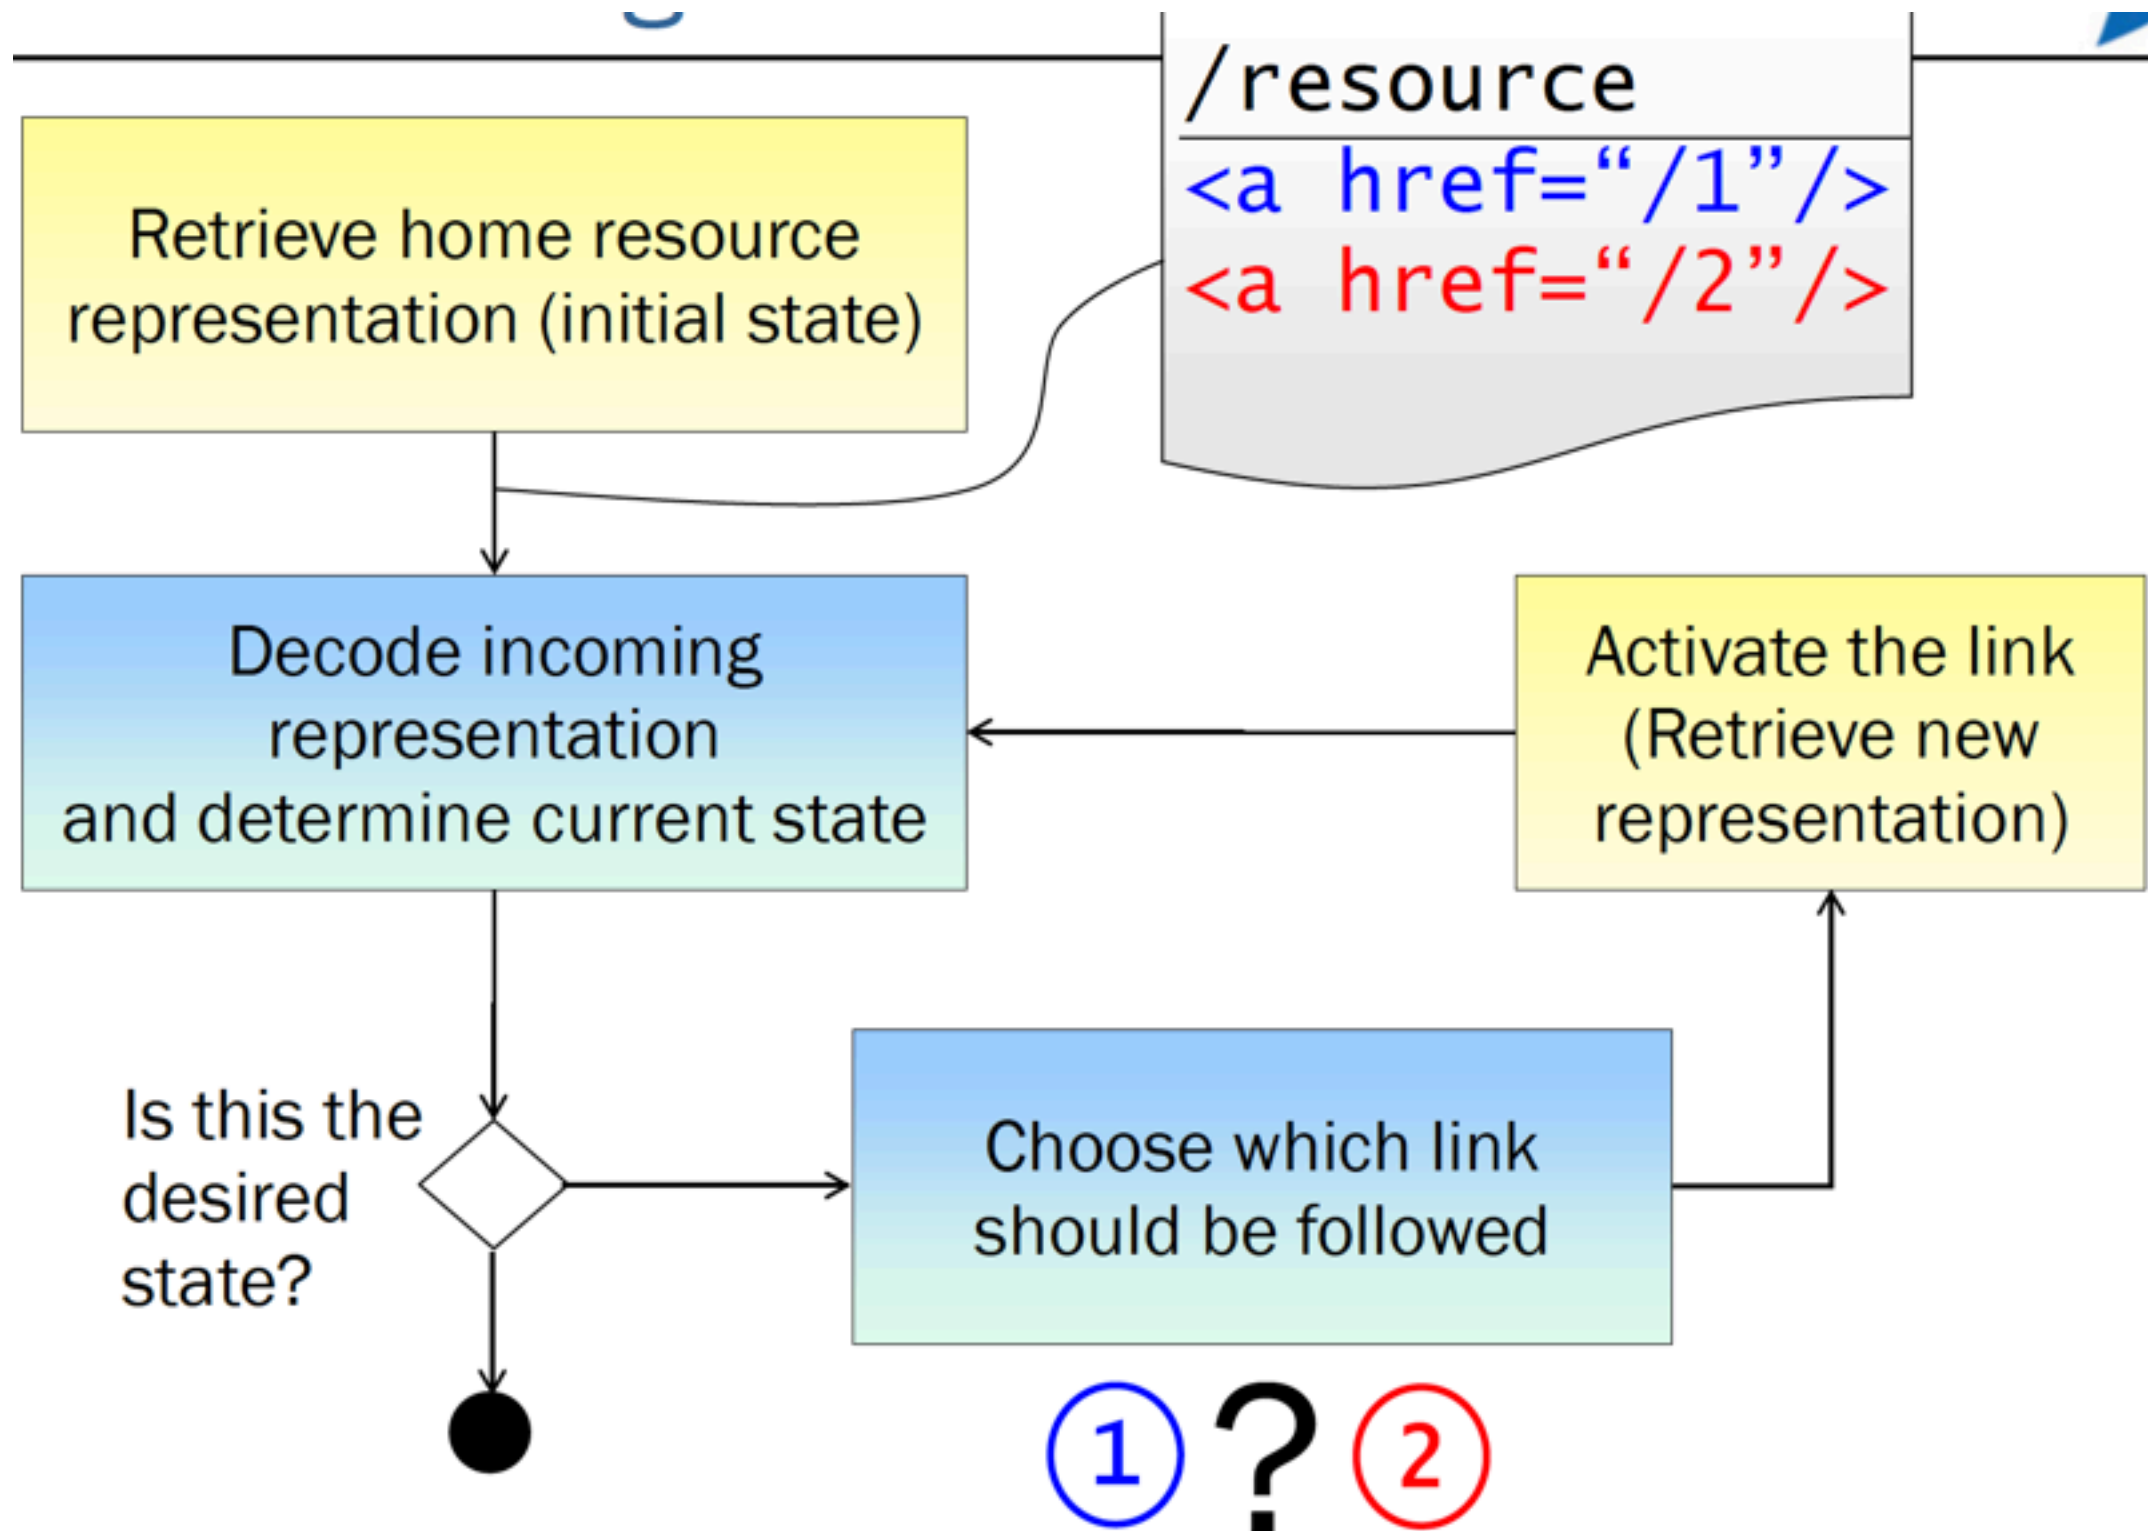 /resource
<a href=“/1”/>
<a href=“/2”/>
Retrieve home resource
representation (initial state)
Decode incoming
representation
and determine current state
Activate the link
(Retrieve new
representation)
Is this the
desired
state?
Choose which link
should be followed
1 ? 2